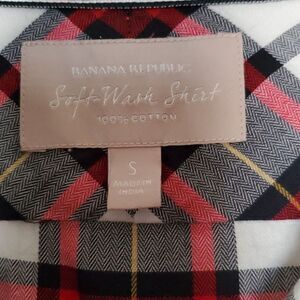 BANANA REPUBLIC
Soft-Wash Shirt
100% COTTON
S
MADE IN
INDIA